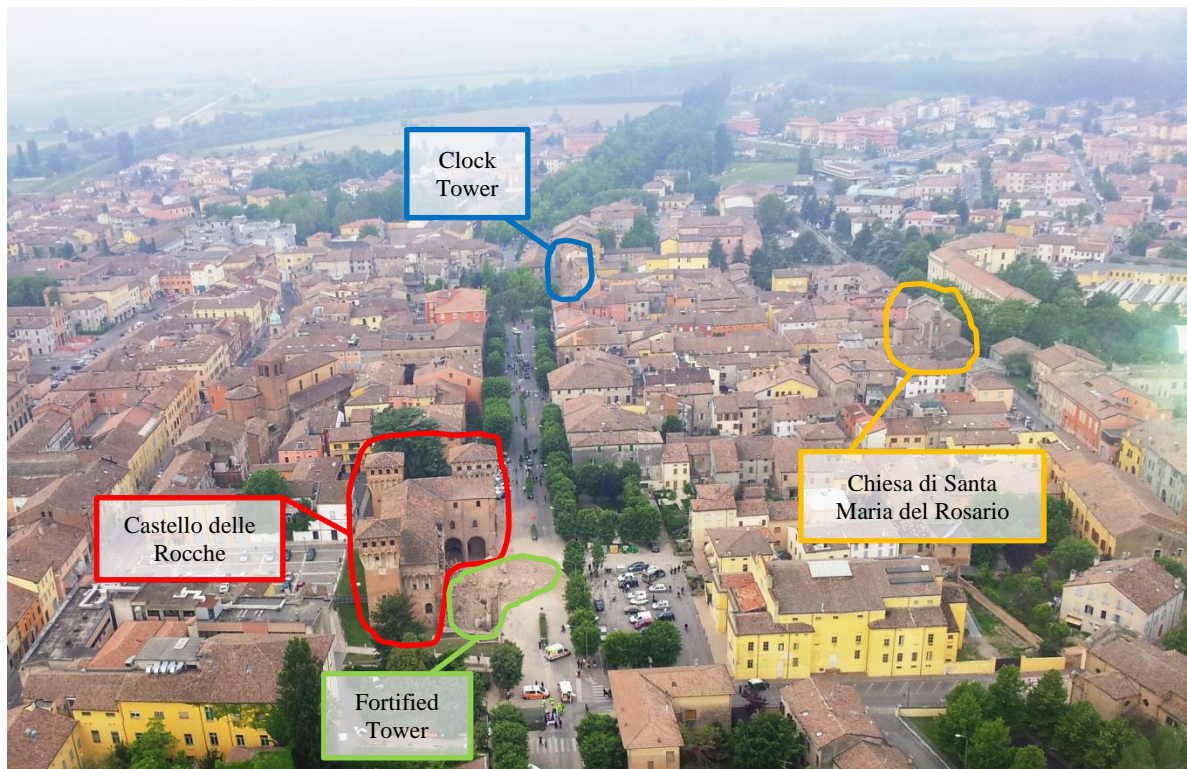 Clock
Tower
Chiesa di Santa
Maria del Rosario
Castello delle
Rocche
Fortified
Tower